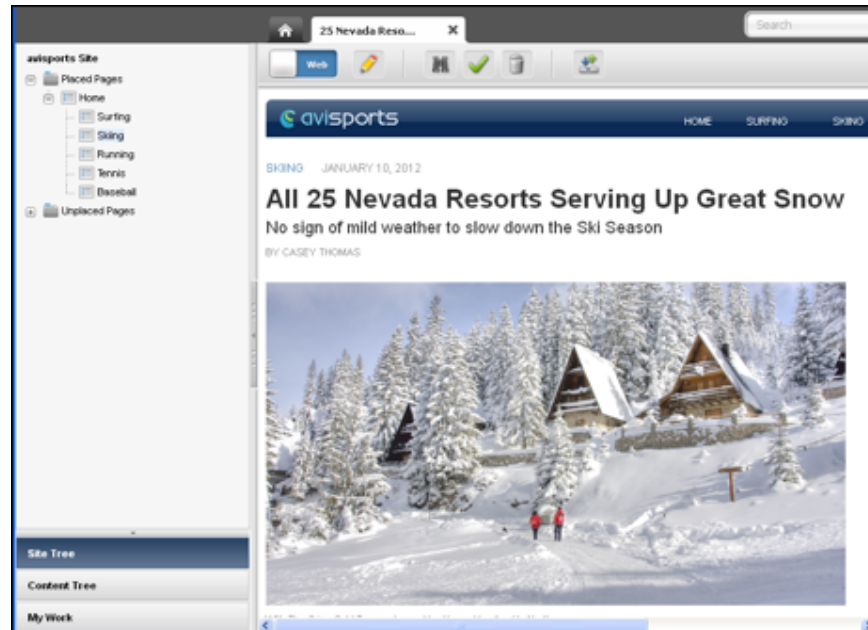 25 Nevada Reso...
Search
avisports Site
Placed Pages
Home
Surfing
Skiing
Running
Tennis
Baseball
Unplaced Pages
Site Tree
Content Tree
My Work
Web
avisports
HOME SURFING SKIING
SKIING JANUARY 10, 2012
All 25 Nevada Resorts Serving Up Great Snow
No sign of mild weather to slow down the Ski Season
BY CASEY THOMAS